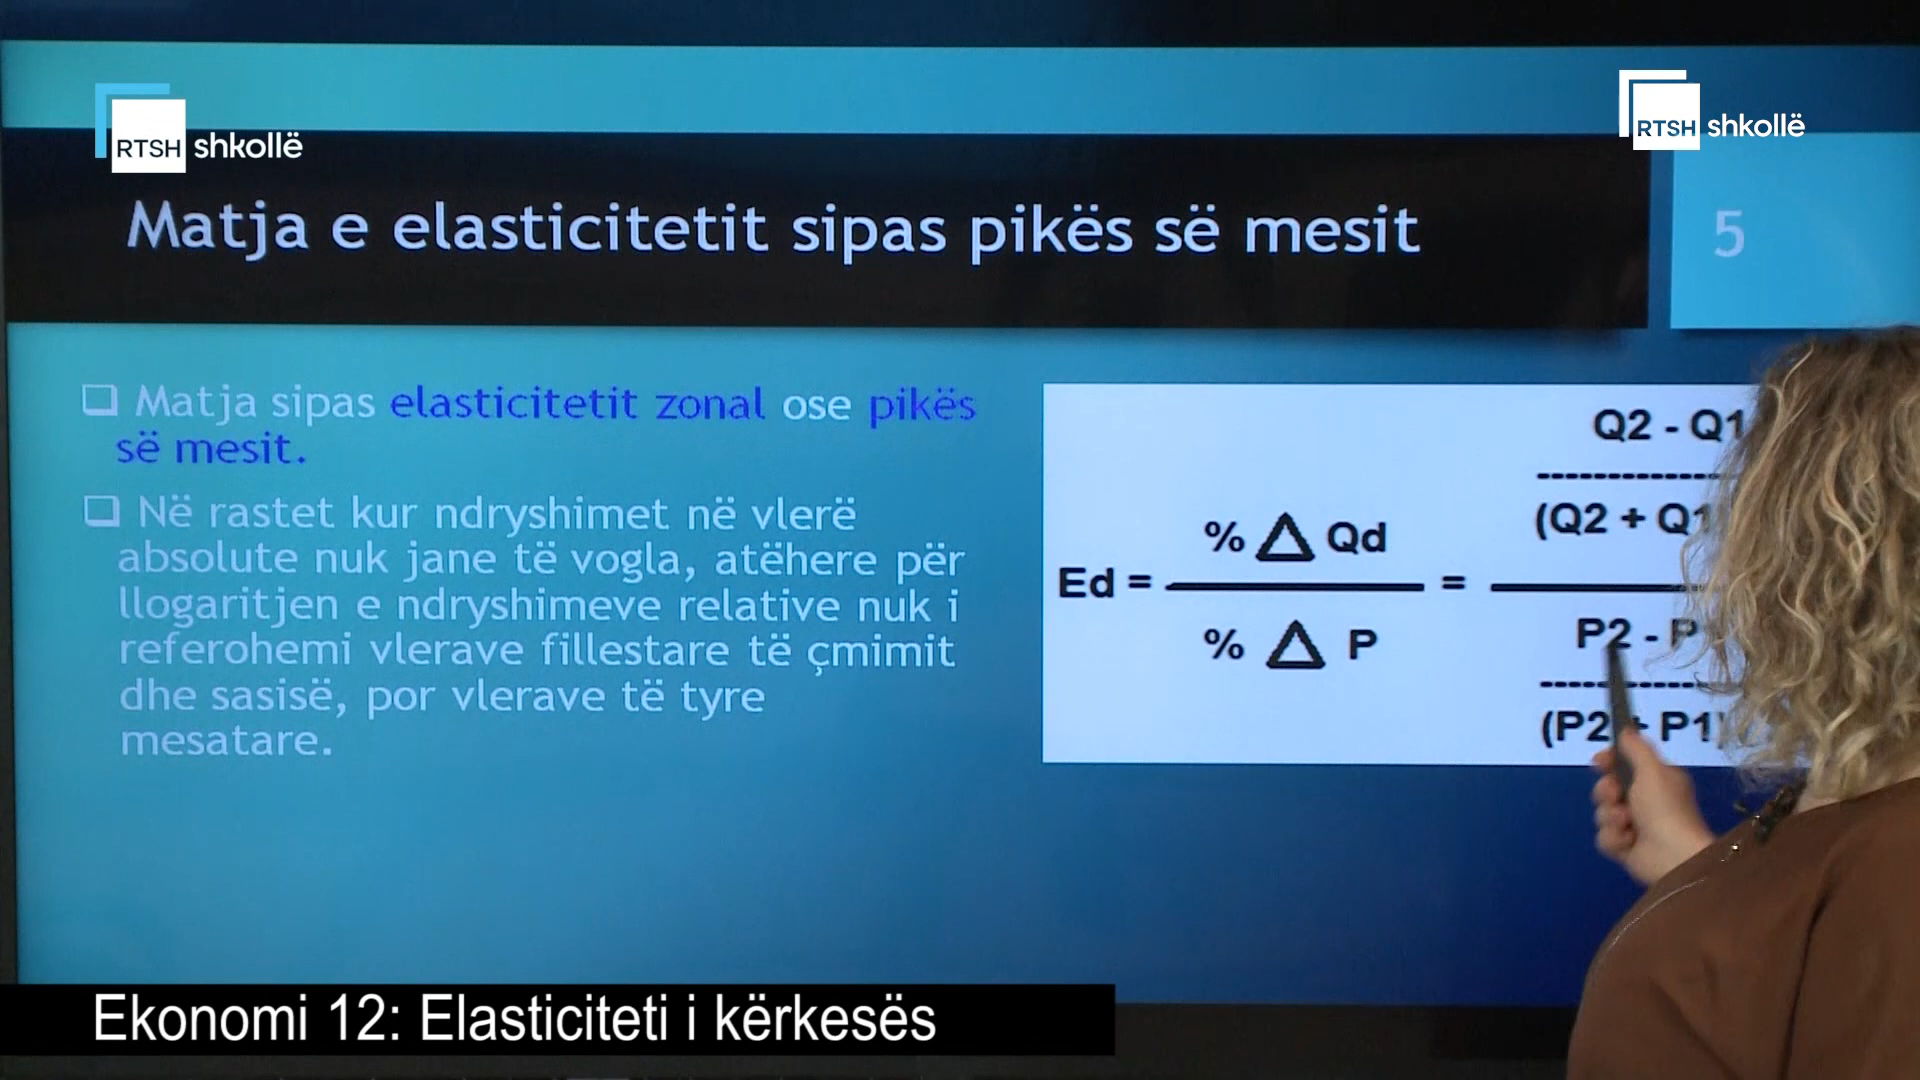 RTSH shkollë
RTSH shkollë
Matja e elasticitetit sipas pikës së mesit
5
Matja sipas elasticitetit zonal ose pikës
së mesit.
Në rastet kur ndryshimet në vlerë
absolute nuk jane të vogla, atëhere për
llogaritjen e ndryshimeve relative nuk i
referohemi vlerave fillestare të çmimit
dhe sasisë, por vlerave të tyre
mesatare.
Ed = % △ Qd =
% △ P
Q2 - Q1
(Q2 + Q1
P2 - P
(P2 + P1)
Ekonomi 12: Elasticiteti i kërkesës